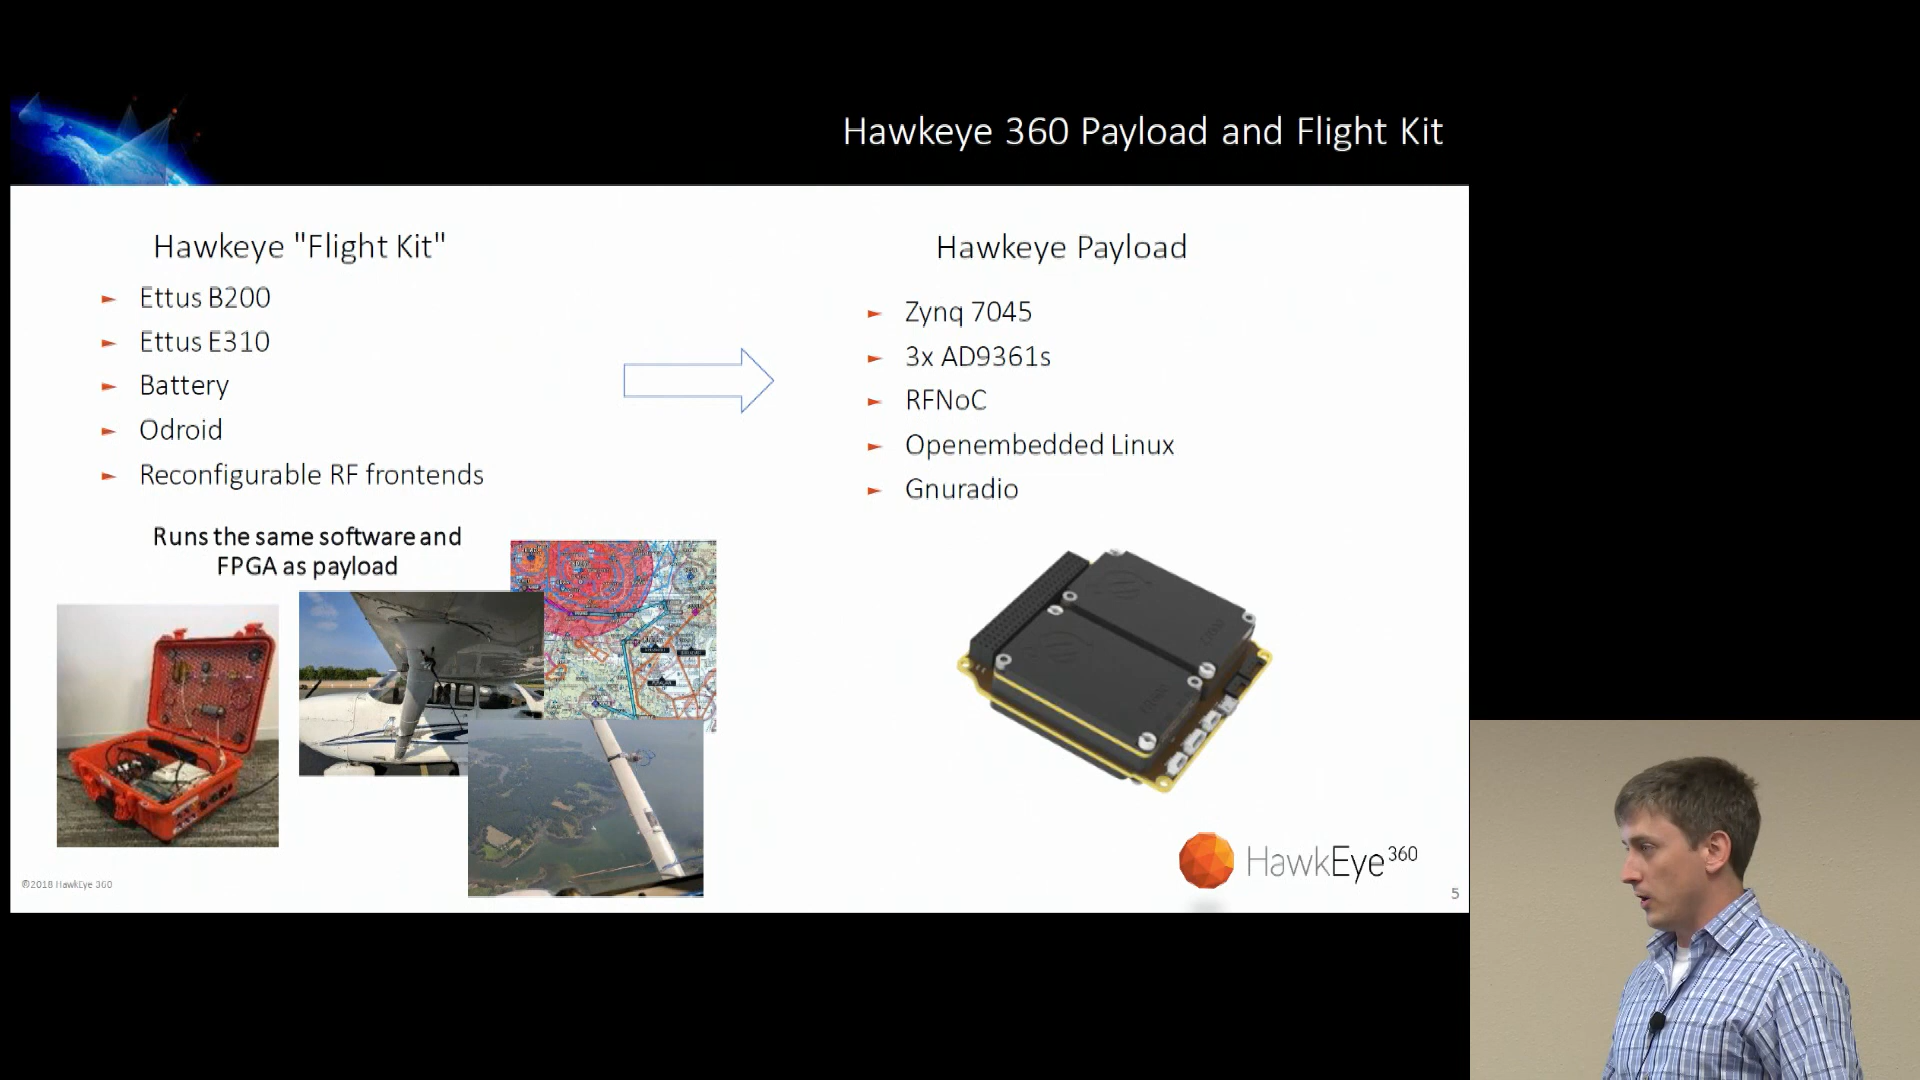 Hawkeye 360 Payload and Flight Kit
Hawkeye "Flight Kit"
Ettus B200
Ettus E310
Battery
Odroid
Reconfigurable RF frontends
Runs the same software and
FPGA as payload
Hawkeye Payload
Zynq 7045
3x AD9361s
RFNoC
Openembedded Linux
Gnuradio
HawkEye360
©2018 HawkEye 360
5